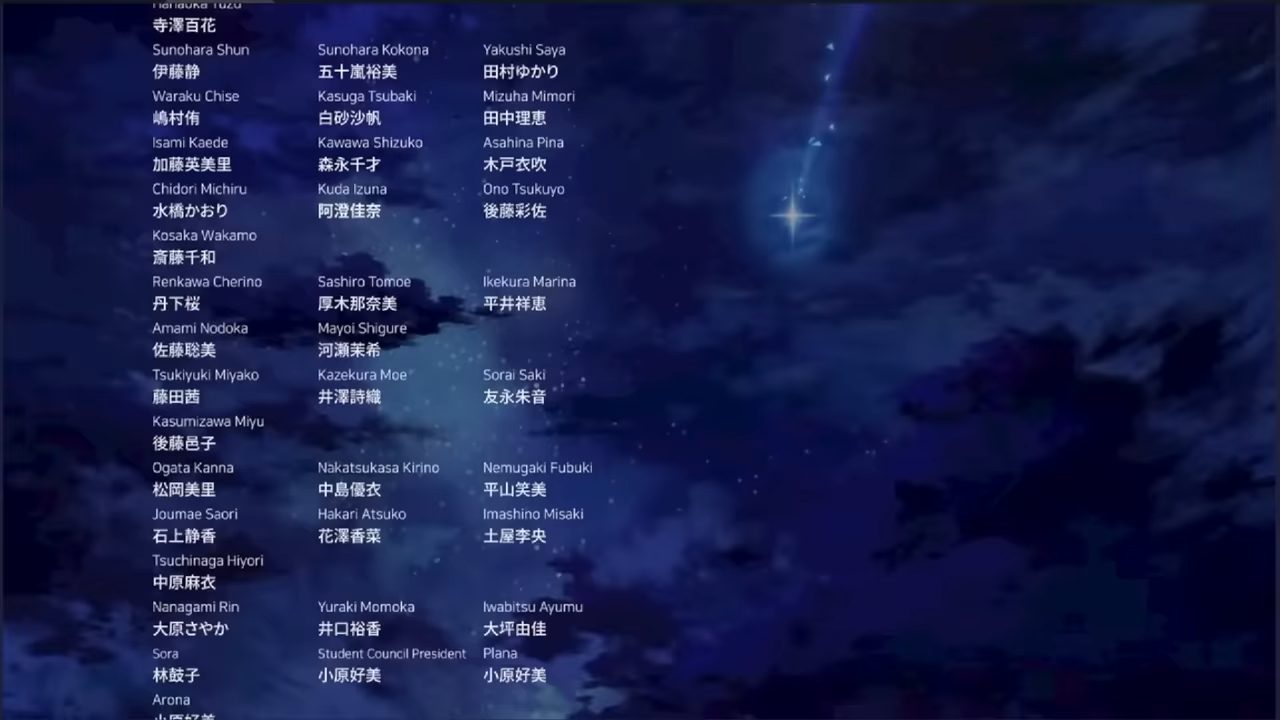 Hanaoka Yuzu
寺澤百花
Sunohara Shun Sunohara Kokona Yakushi Saya
伊藤静 五十嵐裕美 田村ゆかり
Waraku Chise Kasuga Tsubaki Mizuha Mimori
嶋村侑 白砂沙帆 田中理恵
Isami Kaede Kawawa Shizuko Asahina Pina
加藤英美里 森永千才 木戸衣吹
Chidori Michiru Kuda Izuna Ono Tsukuyo
水橋かおり 阿澄佳奈 後藤彩佐
Kosaka Wakamo
斎藤千和
Renkawa Cherino Sashiro Tomoe Ikekura Marina
丹下桜 厚木那奈美 平井祥恵
Amami Nodoka Mayoi Shigure
佐藤聡美 河瀬茉希
Tsukiyuki Miyako Kazekura Moe Sorai Saki
藤田茜 井澤詩織 友永朱音
Kasumizawa Miyu
後藤邑子
Ogata Kanna Nakatsukasa Kirino Nemugaki Fubuki
松岡美里 中島優衣 平山笑美
Joumae Saori Hakari Atsuko Imashino Misaki
石上静香 花澤香菜 土屋李央
Tsuchinaga Hiyori
中原麻衣
Nanagami Rin Yuraki Momoka Iwabitsu Ayumu
大原さやか 井口裕香 大坪由佳
Sora Student Council President Plana
林鼓子 小原好美 小原好美
Arona
小原好美